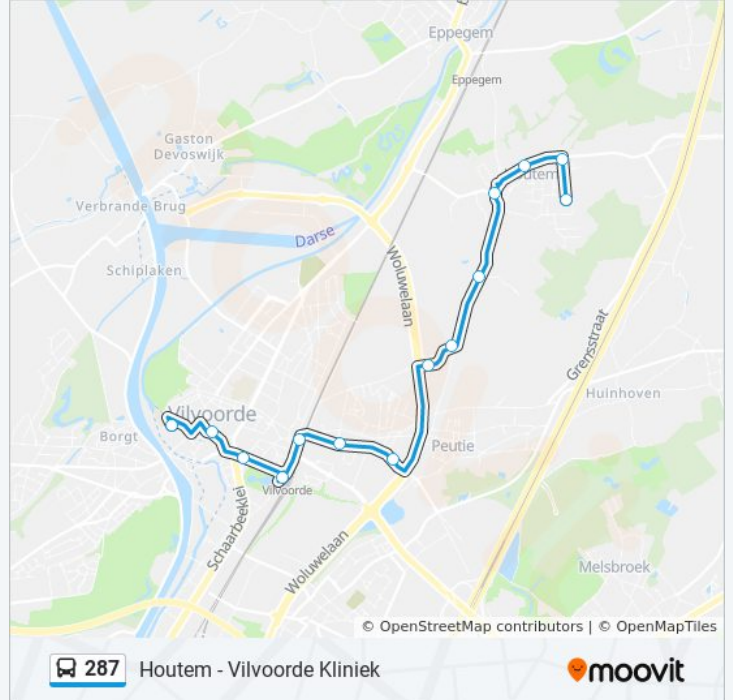 Eppegem
Eppegem
Gaston
Devoswijk
Verbrande Brug
Darse
Schiplaken
Woluwelaan
Grensstraat
Huinhoven
Vilvoorde
Borgt
Peutie
Vilvoorde
Schaarbeeklei
Woluwelaan
Melsbroek
© OpenStreetMap contributors | © OpenMapTiles
287 Houtem - Vilvoorde Kliniek
moovit